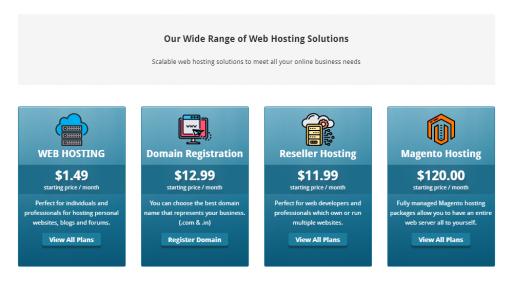 Our Wide Range of Web Hosting Solutions
Scalable web hosting solutions to meet all your online business needs
WEB HOSTING
$1.49
starting price / month
Perfect for individuals and
professionals for hosting personal
websites, blogs and forums.
View All Plans
Domain Registration
$12.99
starting price / month
You can choose the best domain
name that represents your business.
(.com & .in)
Register Domain
Reseller Hosting
$11.99
starting price / month
Perfect for web developers and
professionals which own or run
multiple websites.
View All Plans
Magento Hosting
$120.00
starting price / month
Fully managed Magento hosting
packages allow you to have an entire
web server all to yourself.
View All Plans